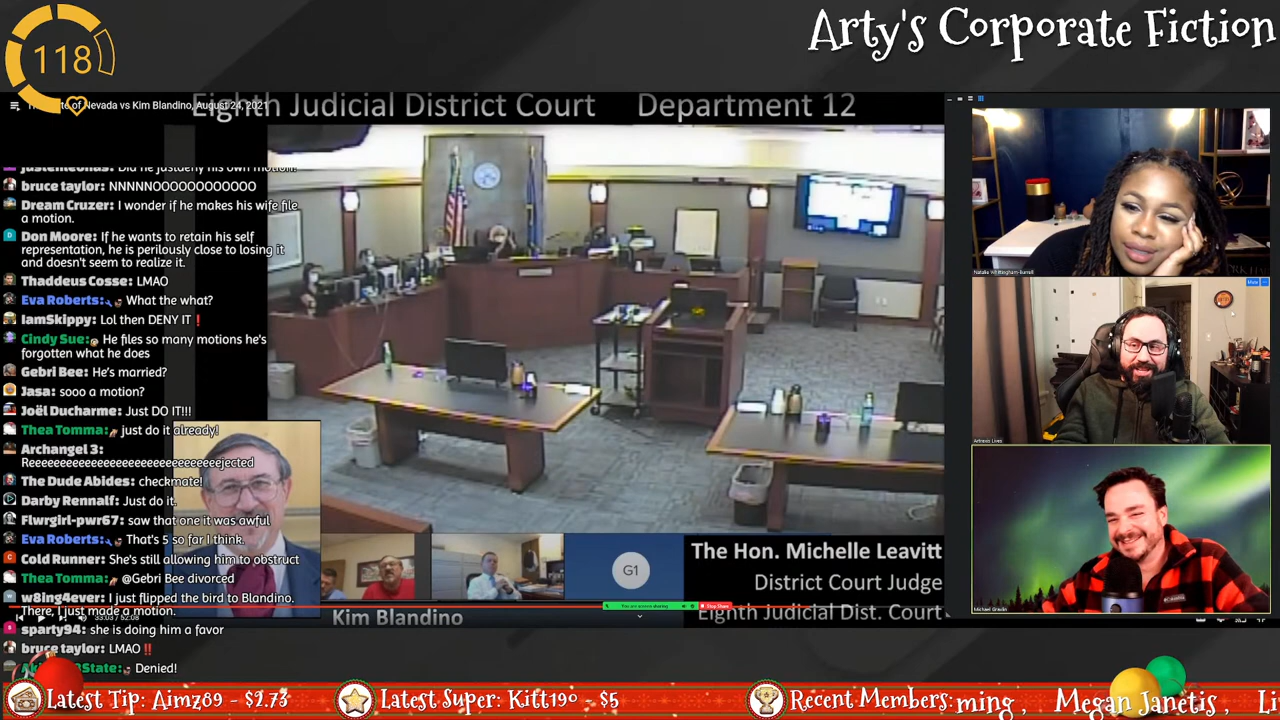 118
Arty's Corporate Fiction
of Nevada vs Kim Blandino, August 24, 2021
Eighth Judicial District Court Department 12
bruce taylor: NNNNNOOOOOOOOOOOO
Dream Cruzer: I wonder if he makes his wife file
a motion.
Don Moore: If he wants to retain his self
representation, he is perilously close to losing it
and doesn't seem to realize it.
Thaddeus Cosse: LMAO
Eva Roberts: What the what?
IamSkippy: Lol then DENY IT❗
Cindy Sue: He files so many motions he's
forgotten what he does
Gebri Bee: He's married?
Jasa: sooo a motion?
Joël Ducharme: Just DO IT!!!
Thea Tomma: just do it already!
Archangel 3:
Reeeeeeeeeeeeeeeeeeeeeeeeeejected
The Dude Abides: checkmate!
Darby Rennalf: Just do it.
Flwrgirl-pwr67: saw that one it was awful
Eva Roberts: That's 5 so far I think.
Cold Runner: She's still allowing him to obstruct
Thea Tomma: @Gebri Bee divorced
w8ing4ever: I just flipped the bird to Blandino.
There, I just made a motion.
sparty94: she is doing him a favor
bruce taylor: LMAO ‼
State: Denied!
G1
Kim Blandino
The Hon. Michelle Leavitt
District Court Judge
Eighth Judicial Dist. Court
Michael Gravlin
Latest Tip: Aimz89 - $2.73
Latest Super: Kitt190 - $5
Recent Members: ming , Megan Janetis , Li